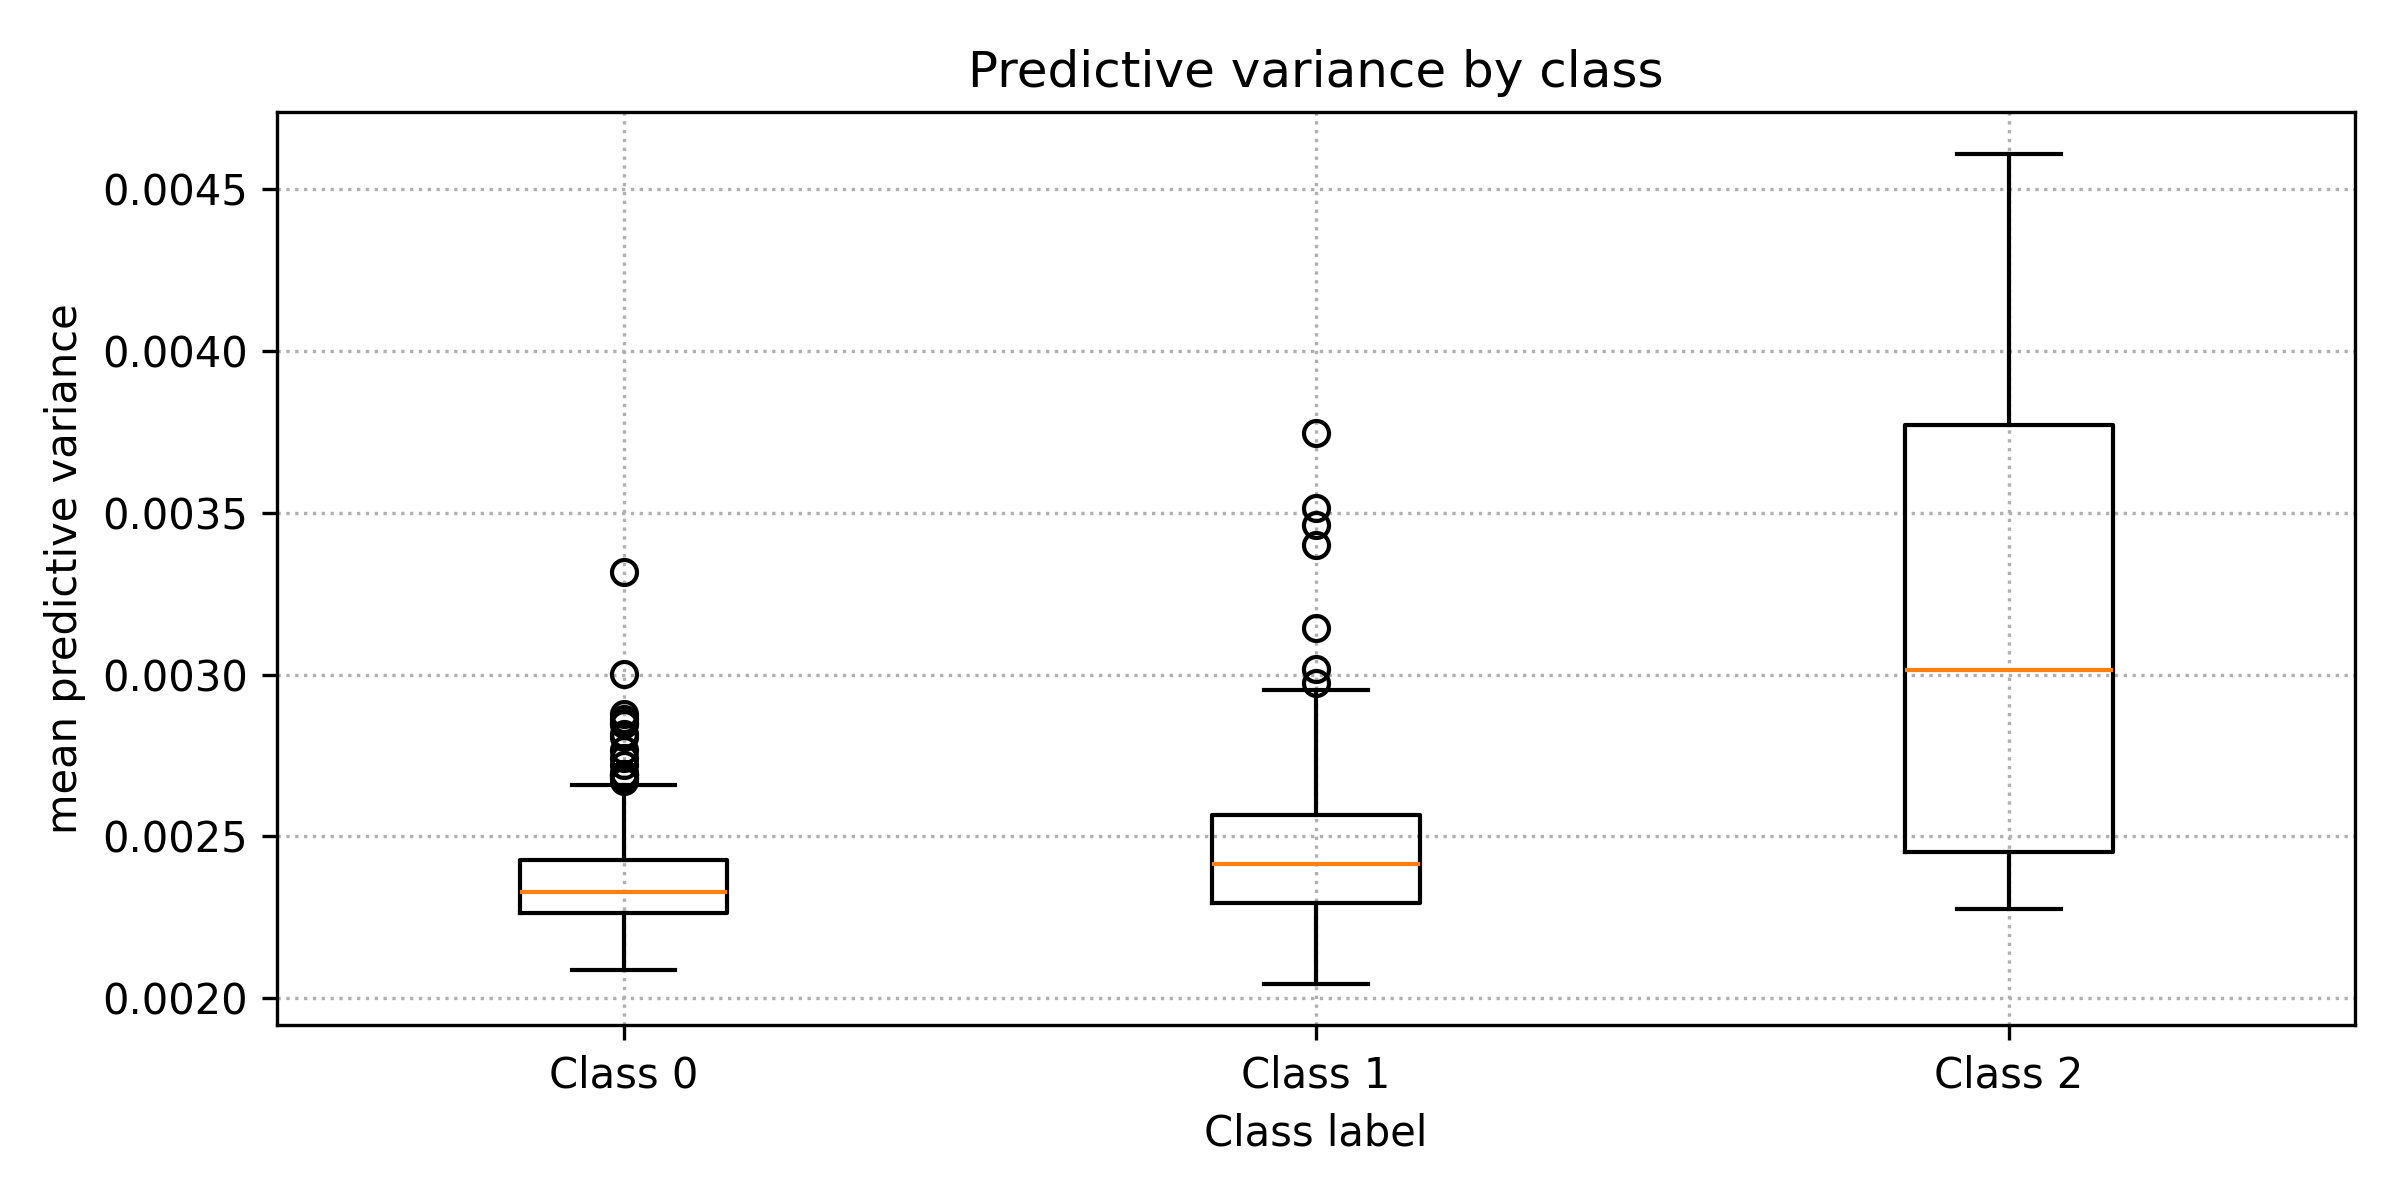 Predictive variance by class
mean predictive variance
0.0045
0.0040
0.0035
0.0030
0.0025
0.0020
Class 0
Class 1
Class 2
Class label